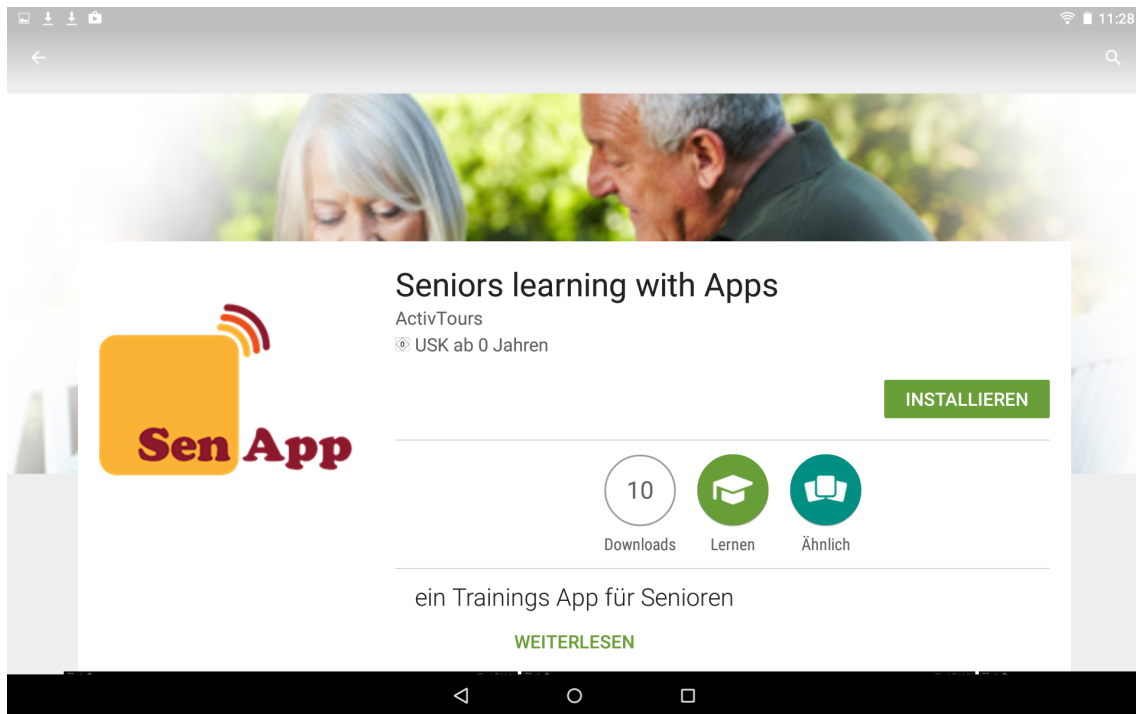 11:28
Seniors learning with Apps
ActivTours
0 USK ab 0 Jahren
INSTALLIEREN
Sen App
10
Downloads Lernen Ähnlich
ein Trainings App für Senioren
WEITERLESEN